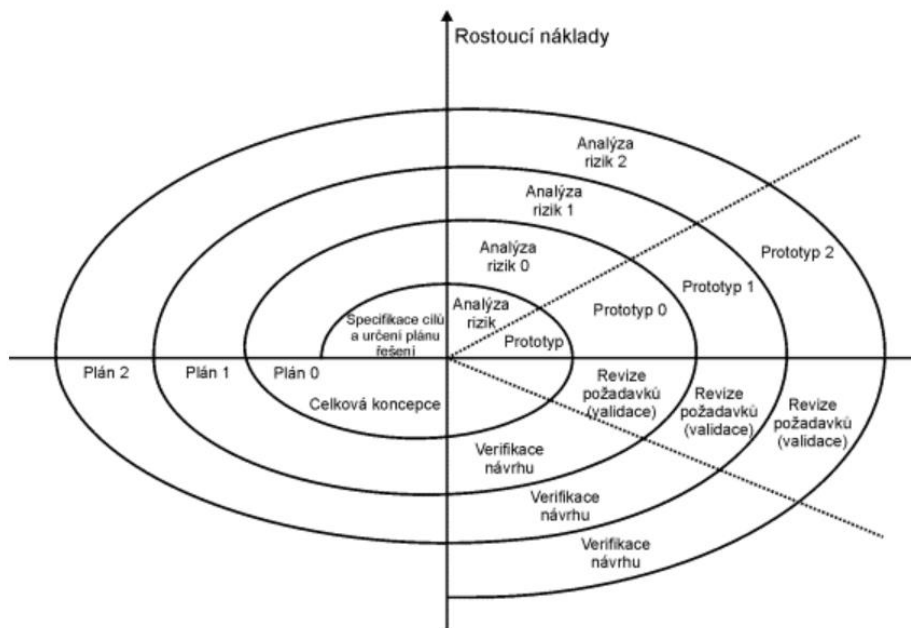 Rostoucí náklady
Analýza
rizik 2
Analýza
rizik 1
Analýza
rizik 0
Prototyp 2
Prototyp 1
Prototyp 0
Analýza
rizik
Prototyp
Specifikace cílů
a určení plánu
řešení
Plán 2
Plán 1
Plán 0
Celková koncepce
Revize
požadavků
(validace)
Revize
požadavků
(validace)
Revize
požadavků
(validace)
Verifikace
návrhu
Verifikace
návrhu
Verifikace
návrhu